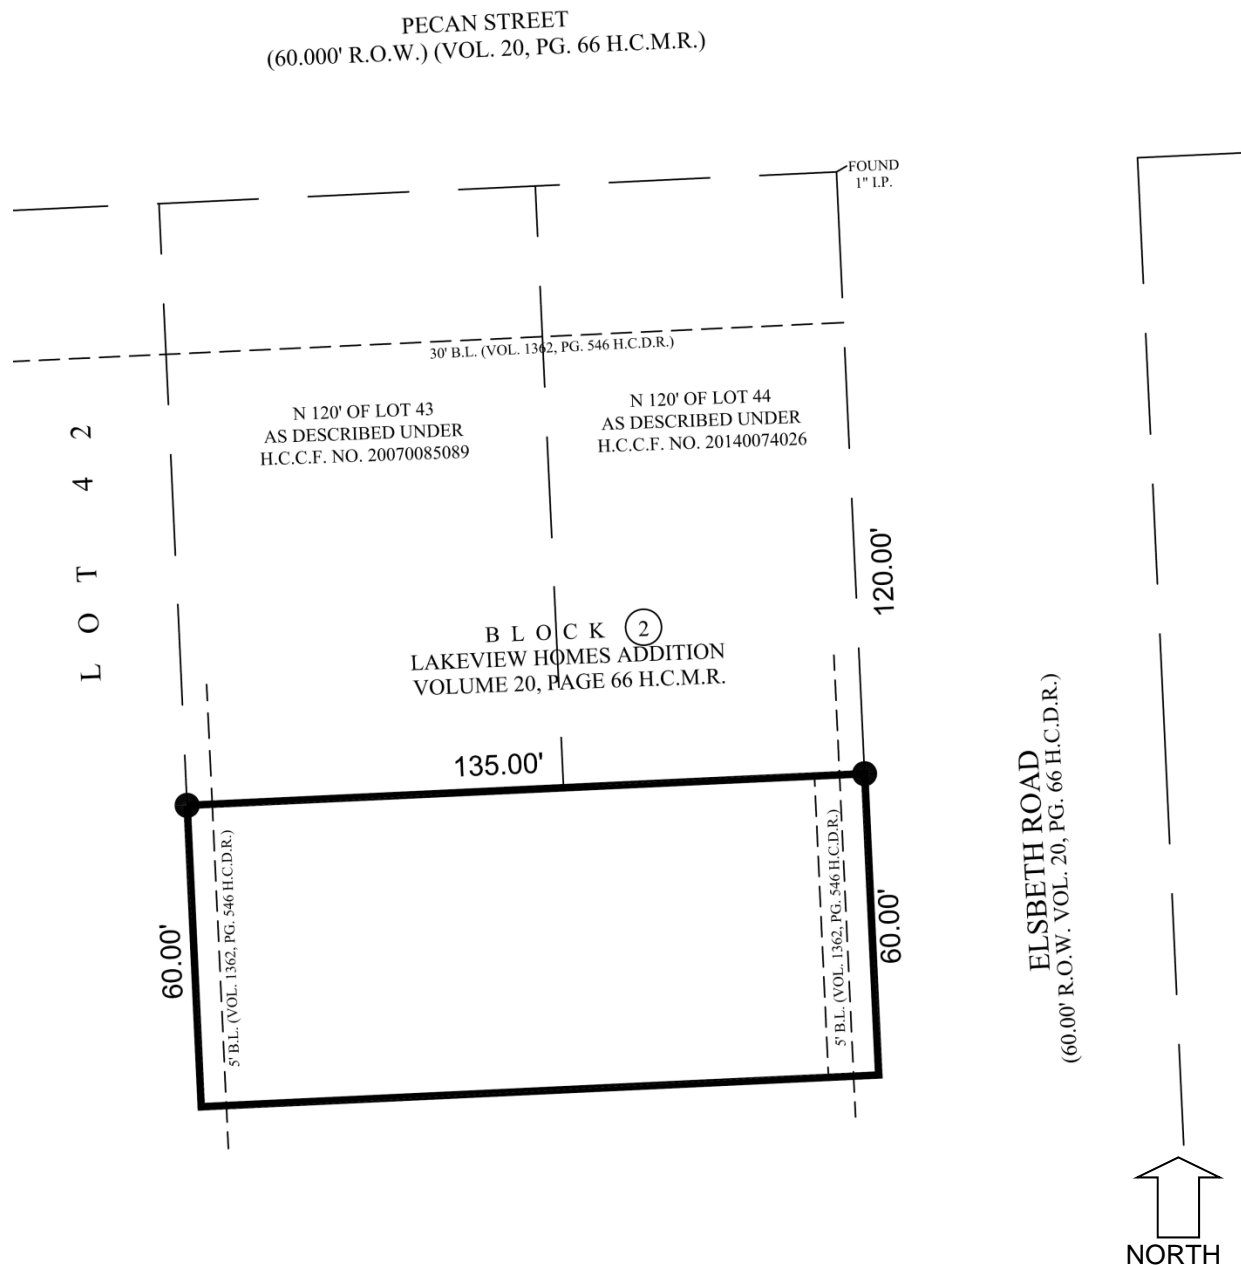 PECAN STREET
(60.000' R.O.W.) (VOL. 20, PG. 66 H.C.M.R.)
FOUND
1" I.P.
30' B.L. (VOL. 1362, PG. 546 H.C.D.R.)
N 120' OF LOT 43
AS DESCRIBED UNDER
H.C.C.F. NO. 20070085089
N 120' OF LOT 44
AS DESCRIBED UNDER
H.C.C.F. NO. 20140074026
LOT 42
120.00'
BLOCK 2
LAKEVIEW HOMES ADDITION
VOLUME 20, PAGE 66 H.C.M.R.
135.00'
60.00'
5' B.L. (VOL. 1362, PG. 546 H.C.D.R.)
5' B.L. (VOL. 1362, PG. 546 H.C.D.R.)
60.00'
ELSBETH ROAD
(60.00' R.O.W. VOL. 20, PG. 66 H.C.D.R.)
NORTH